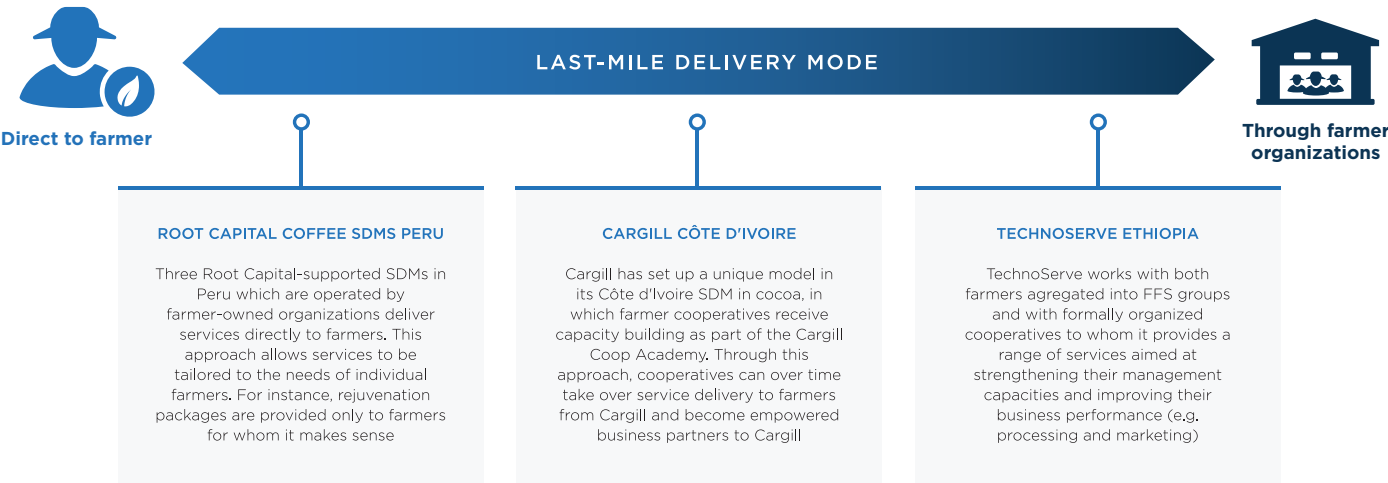 LAST-MILE DELIVERY MODE
Direct to farmer
Through farmer
organizations
ROOT CAPITAL COFFEE SDMS PERU
Three Root Capital-supported SDMs in
Peru which are operated by
farmer-owned organizations deliver
services directly to farmers. This
approach allows services to be
tailored to the needs of individual
farmers. For instance, rejuvenation
packages are provided only to farmers
for whom it makes sense
CARGILL CÔTE D'IVOIRE
Cargill has set up a unique model in
its Côte d'Ivoire SDM in cocoa, in
which farmer cooperatives receive
capacity building as part of the Cargill
Coop Academy. Through this
approach, cooperatives can over time
take over service delivery to farmers
from Cargill and become empowered
business partners to Cargill
TECHNOSERVE ETHIOPIA
TechnoServe works with both
farmers agregated into FFS groups
and with formally organized
cooperatives to whom it provides a
range of services aimed at
strengthening their management
capacities and improving their
business performance (e.g.
processing and marketing)